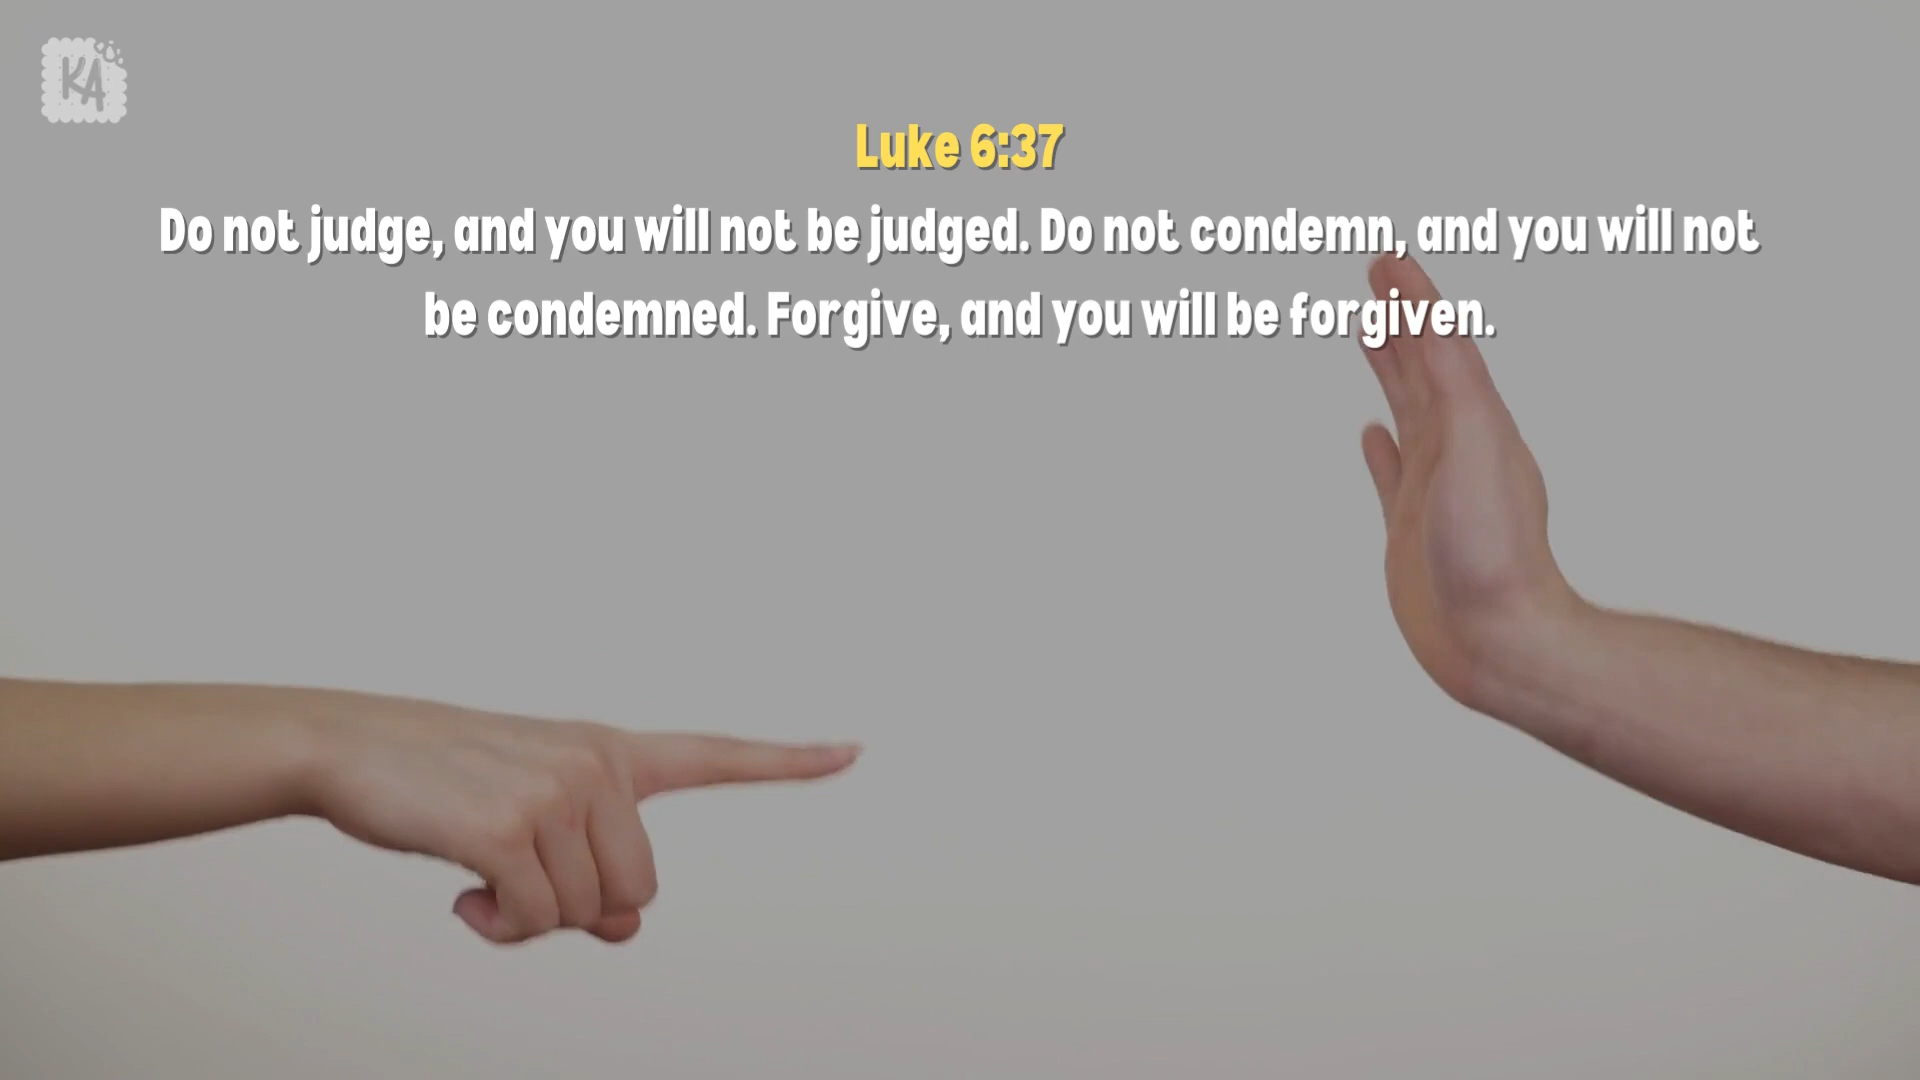 KA
Luke 6:37
Do not judge, and you will not be judged. Do not condemn, and you will not
be condemned. Forgive, and you will be forgiven.